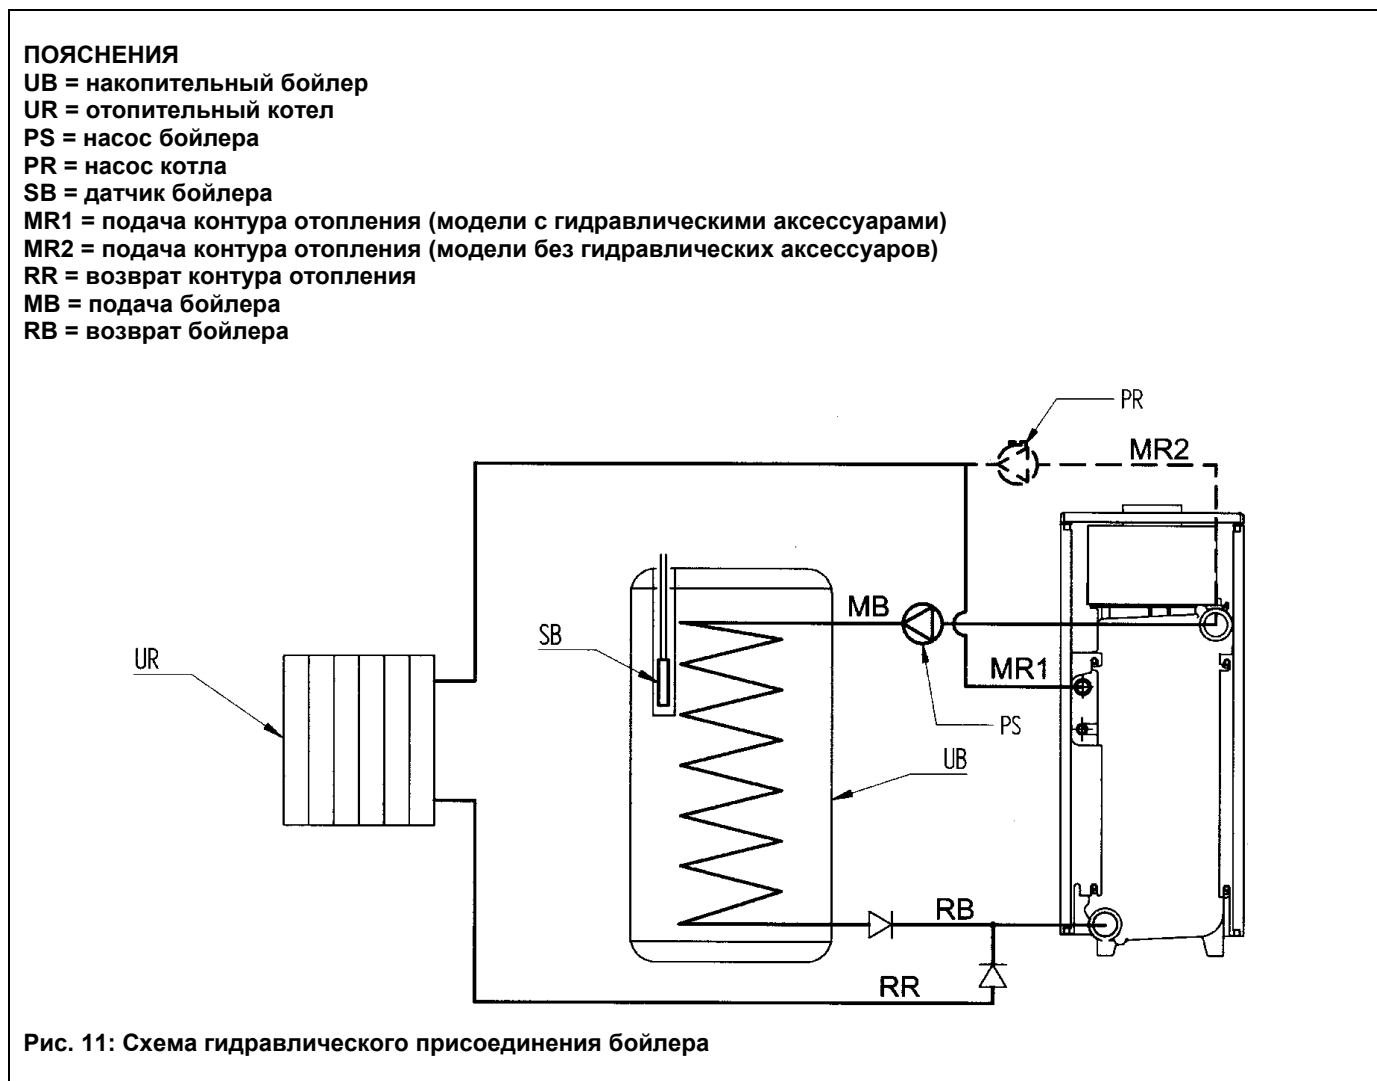 ПОЯСНЕНИЯ
UB = накопительный бойлер
UR = отопительный котел
PS = насос бойлера
PR = насос котла
SB = датчик бойлера
MR1 = подача контура отопления (модели с гидравлическими аксессуарами)
MR2 = подача контура отопления (модели без гидравлических аксессуаров)
RR = возврат контура отопления
MB = подача бойлера
RB = возврат бойлера
PR
MR2
MB
SB
UR
MR1
PS
UB
RB
RR
Рис. 11: Схема гидравлического присоединения бойлера